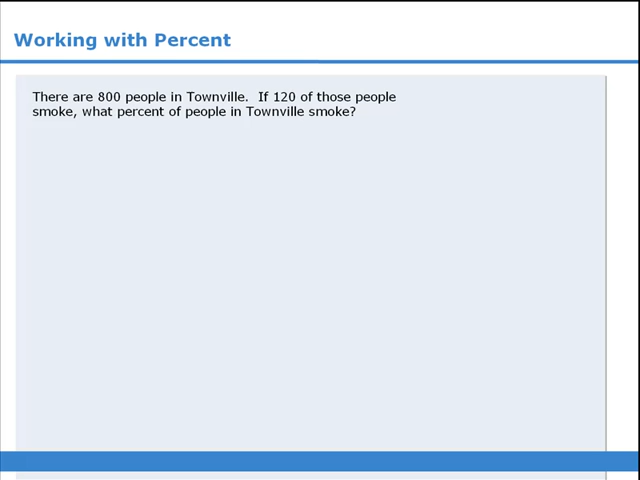 Working with Percent
There are 800 people in Townville.  If 120 of those people
smoke, what percent of people in Townville smoke?